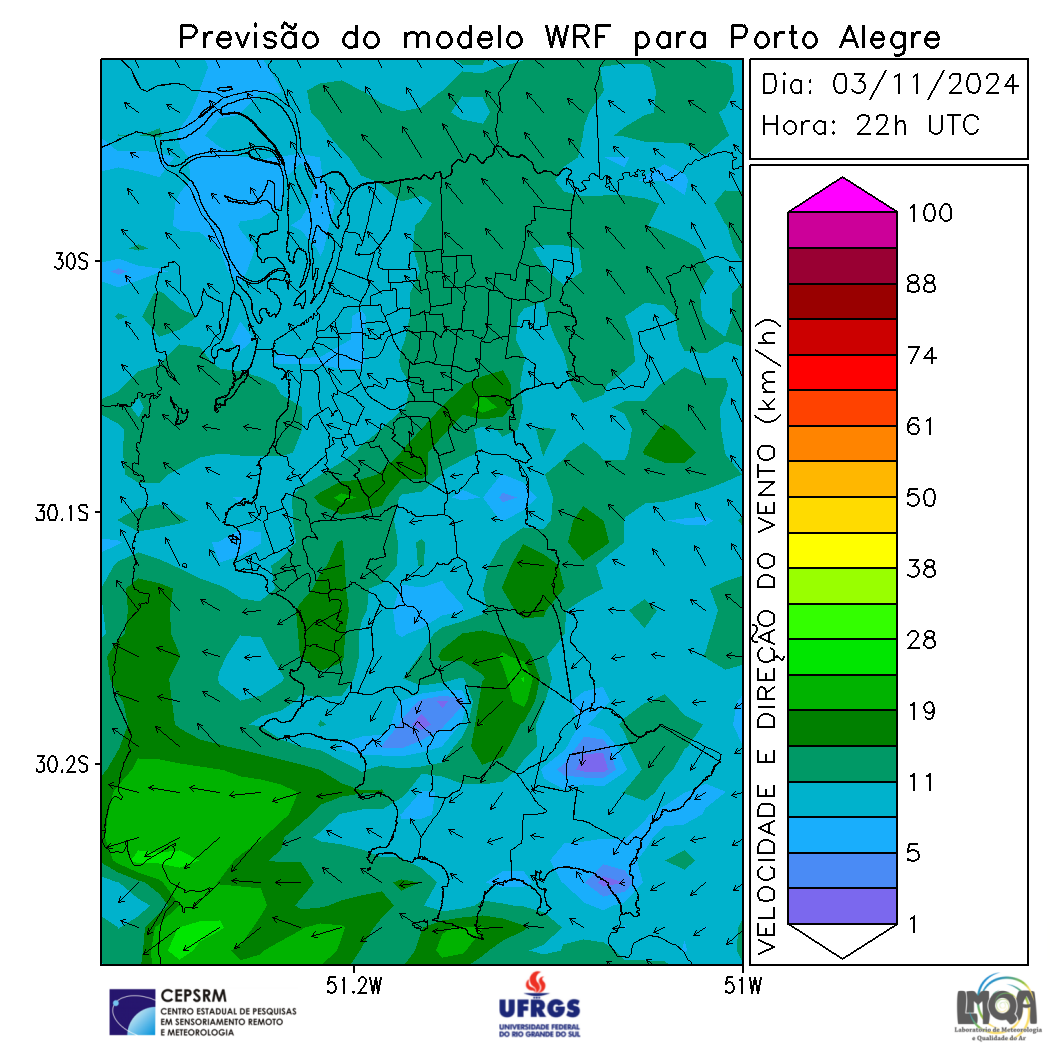 Previsão do modelo WRF para Porto Alegre
Dia: 03/11/2024
Hora: 22h UTC
30S
30.1S
30.2S
51.2W
51W
VELOCIDADE E DIREÇÃO DO VENTO (km/h)
100
88
74
61
50
38
28
19
11
5
1
CEPSRM
CENTRO ESTADUAL DE PESQUISAS
EM SENSORIAMENTO REMOTO
E METEOROLOGIA
UFRGS
UNIVERSIDADE FEDERAL
DO RIO GRANDE DO SUL
LMQA
Laboratório de Meteorologia
e Qualidade do Ar